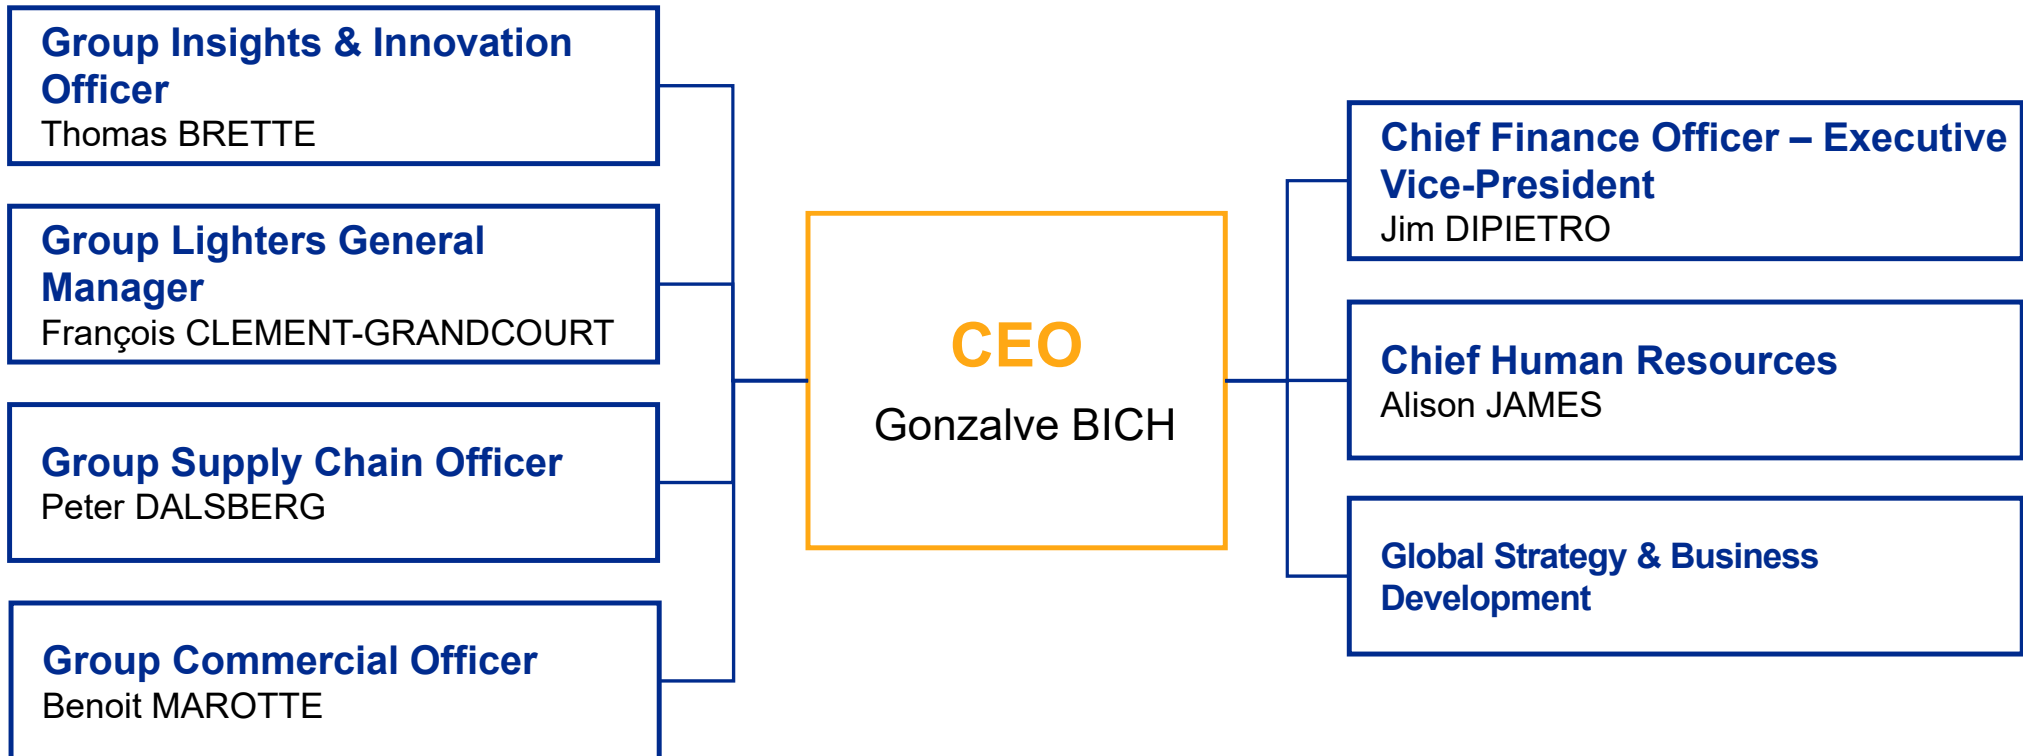 Group Insights & Innovation
Officer
Thomas BRETTE
Group Lighters General
Manager
François CLEMENT-GRANDCOURT
Group Supply Chain Officer
Peter DALSBERG
Group Commercial Officer
Benoit MAROTTE
CEO
Gonzalve BICH
Chief Finance Officer – Executive
Vice-President
Jim DIPIETRO
Chief Human Resources
Alison JAMES
Global Strategy & Business
Development